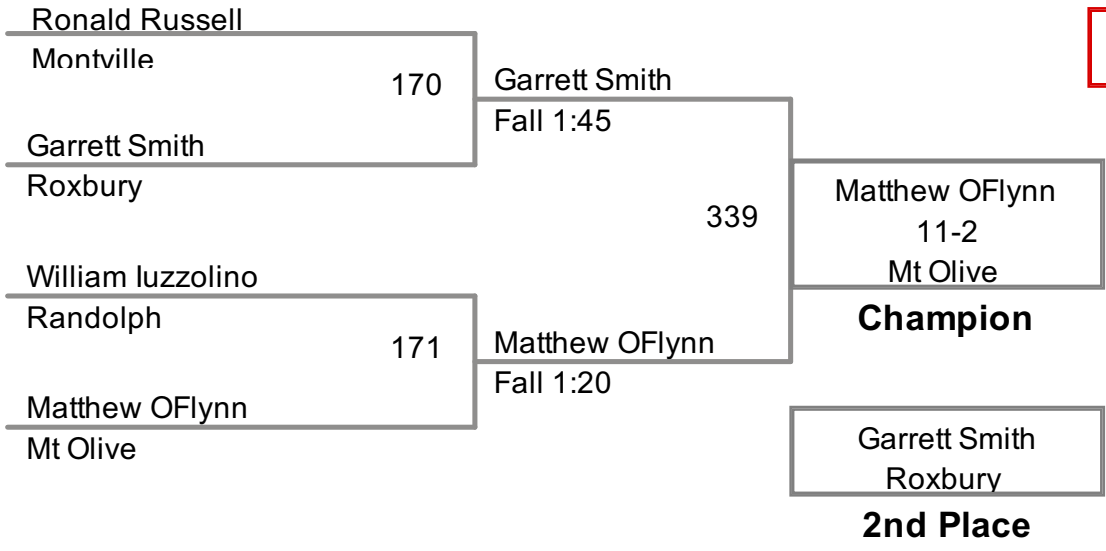 Ronald Russell
Montville
170
Garrett Smith
Fall 1:45
Garrett Smith
Roxbury
339
Matthew OFlynn
11-2
Mt Olive
Champion
William Iuzzolino
Randolph
171
Matthew OFlynn
Fall 1:20
Matthew OFlynn
Mt Olive
Garrett Smith
Roxbury
2nd Place